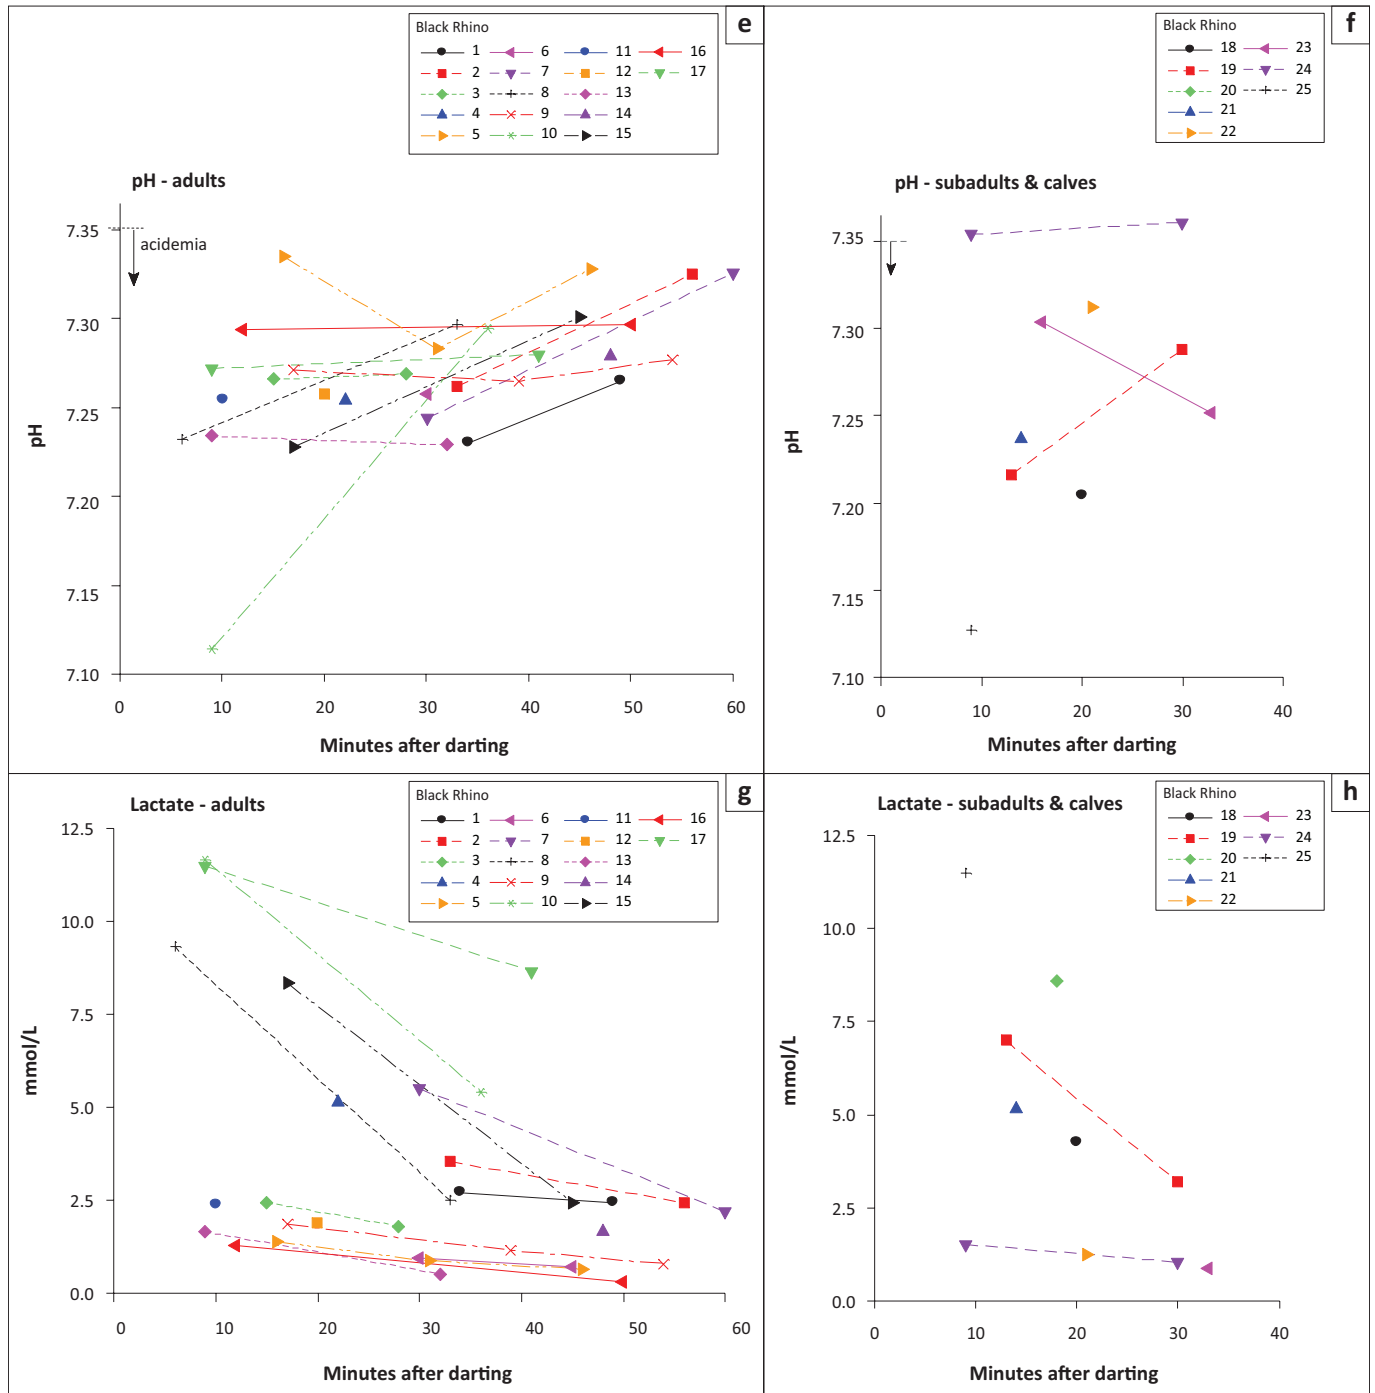 e
Black Rhino
1 6 11 16
2 7 12 17
3 8 13
4 9 14
5 10 15
pH - adults
7.35
acidemia
7.30
7.25
pH
7.20
7.15
7.10
0 10 20 30 40 50 60
Minutes after darting
f
Black Rhino
18 23
19 24
20 25
21
22
pH - subadults & calves
7.35
7.30
7.25
pH
7.20
7.15
7.10
0 10 20 30 40
Minutes after darting
g
Lactate - adults
Black Rhino
1 6 11 16
2 7 12 17
3 8 13
4 9 14
5 10 15
12.5
10.0
7.5
mmol/L
5.0
2.5
0.0
0 10 20 30 40 50 60
Minutes after darting
h
Lactate - subadults & calves
Black Rhino
18 23
19 24
20 25
21
22
12.5
10.0
7.5
mmol/L
5.0
2.5
0.0
0 10 20 30 40
Minutes after darting